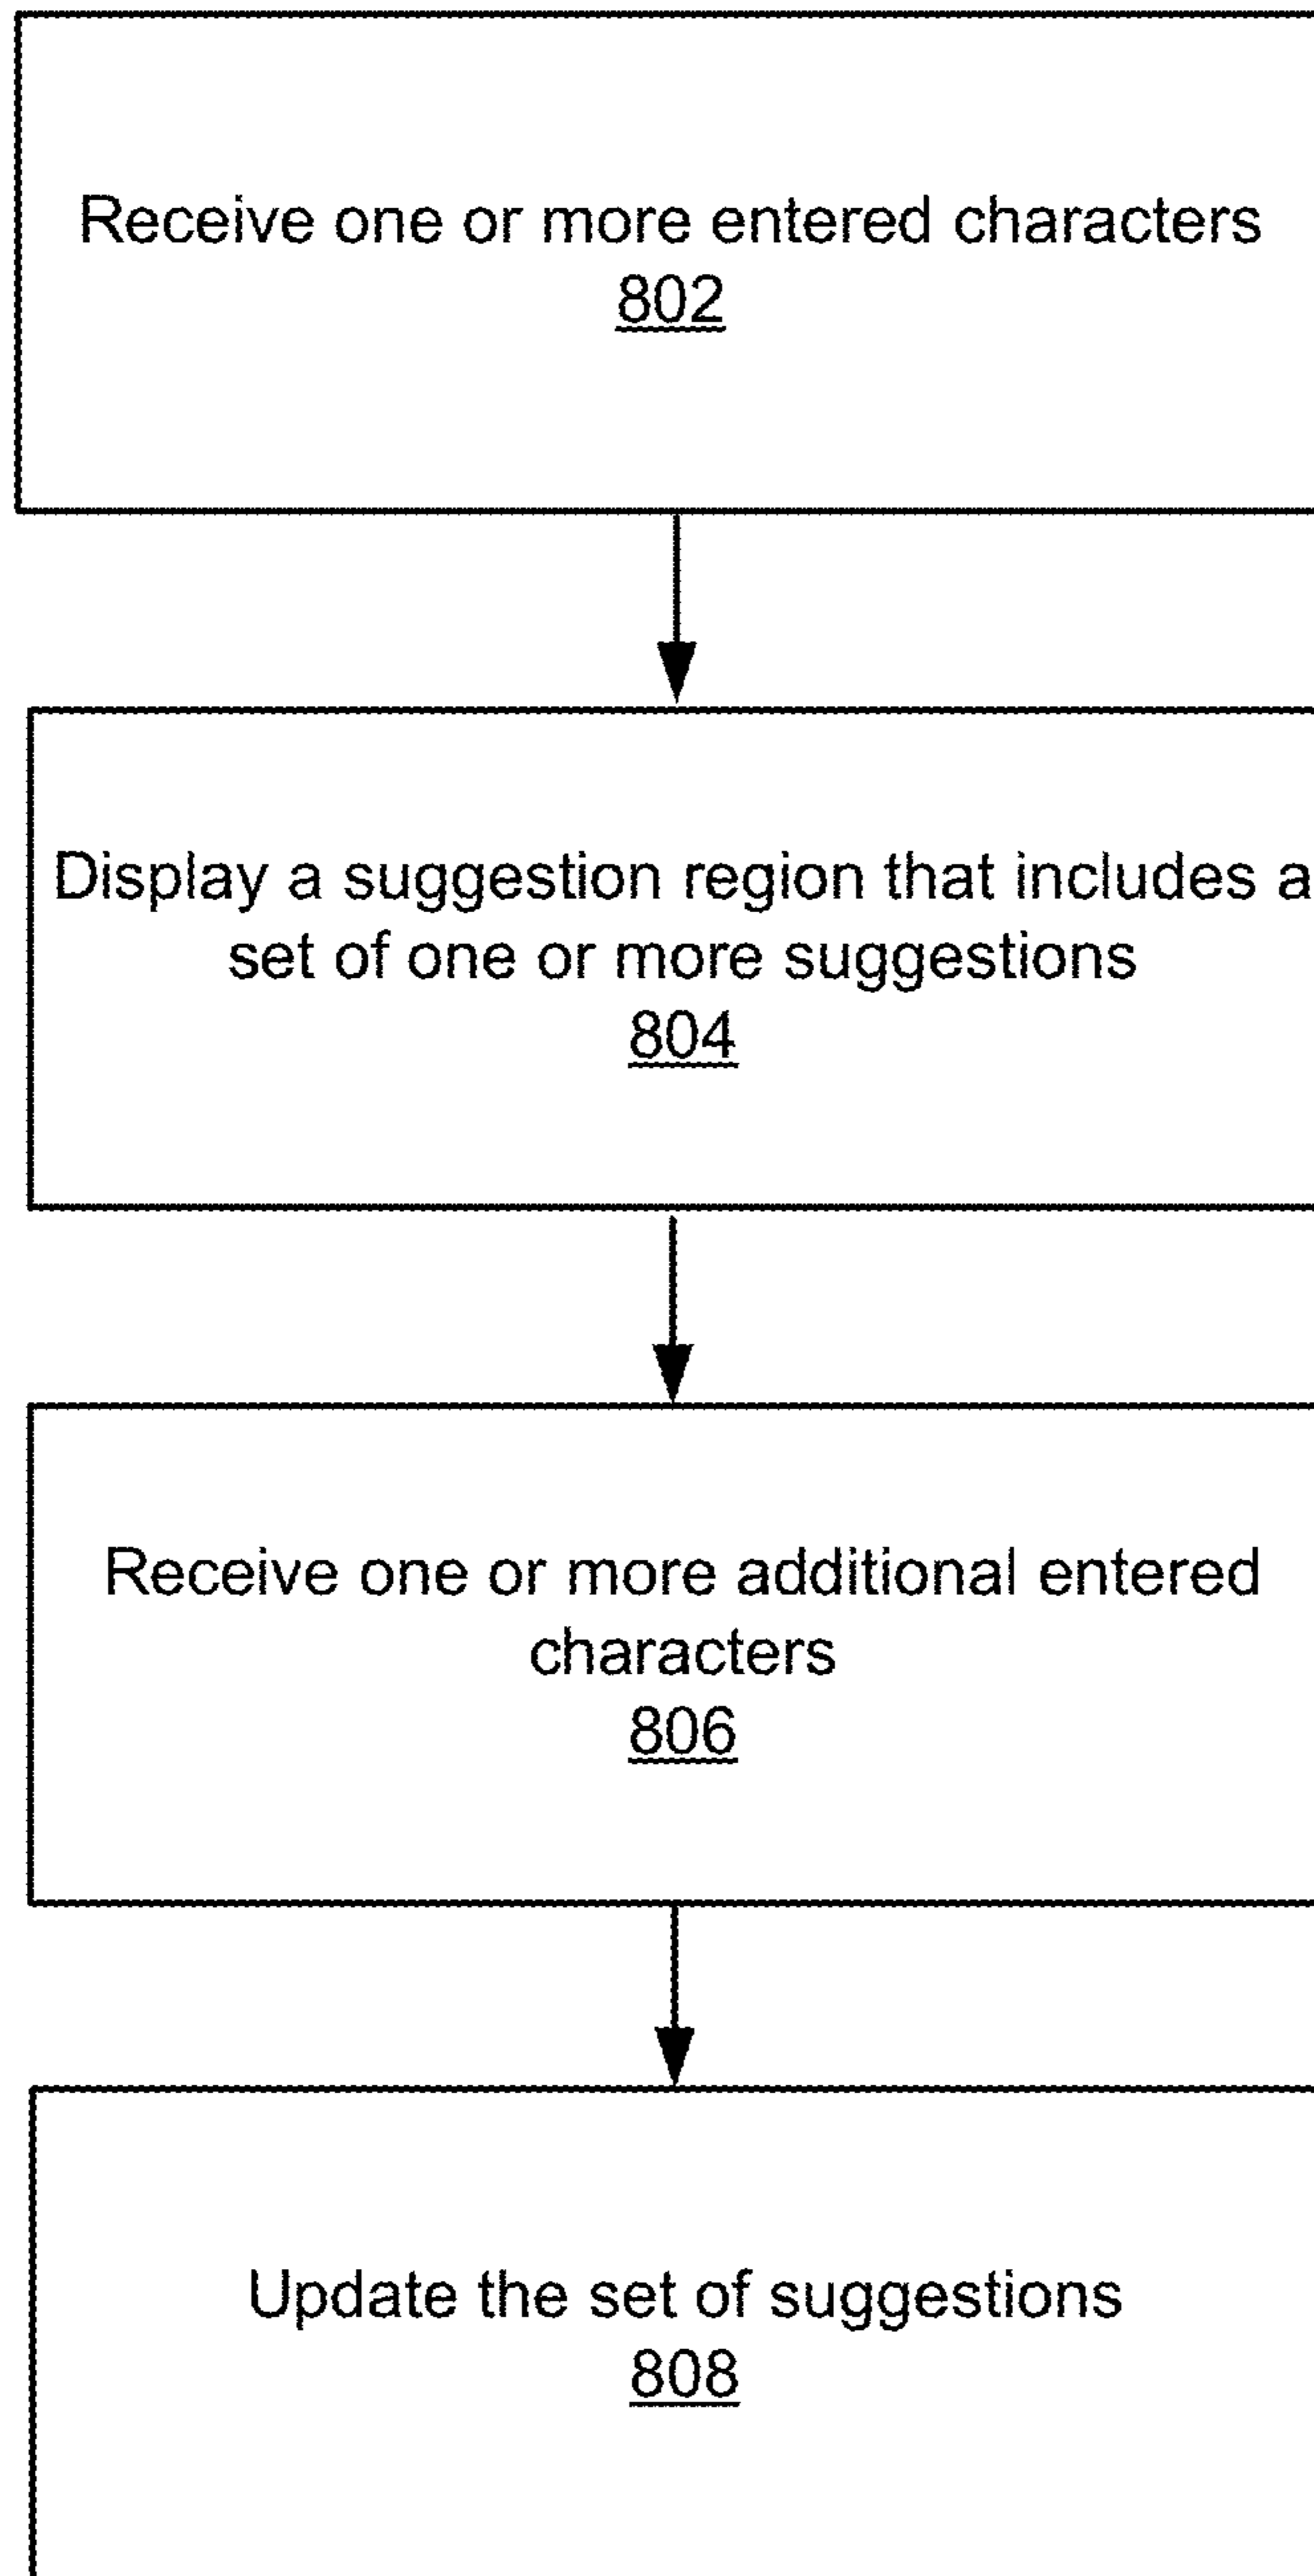 Receive one or more entered characters
802
Display a suggestion region that includes a
set of one or more suggestions
804
Receive one or more additional entered
characters
806
Update the set of suggestions
808